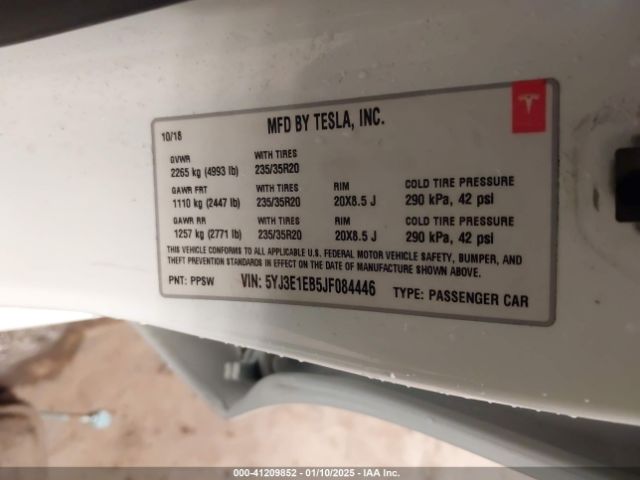 10/18
MFD BY TESLA, INC.
GVWR WITH TIRES
2265 kg (4993 lb) 235/35R20
GAWR FRT WITH TIRES RIM COLD TIRE PRESSURE
1110 kg (2447 lb) 235/35R20 20X8.5 J 290 kPa, 42 psi
GAWR RR WITH TIRES RIM COLD TIRE PRESSURE
1257 kg (2771 lb) 235/35R20 20X8.5 J 290 kPa, 42 psi
THIS VEHICLE CONFORMS TO ALL APPLICABLE U.S. FEDERAL MOTOR VEHICLE SAFETY, BUMPER, AND
THEFT PREVENTION STANDARDS IN EFFECT ON THE DATE OF MANUFACTURE SHOWN ABOVE.
PNT: PPSW VIN: 5YJ3E1EB5JF084446 TYPE: PASSENGER CAR
000-41209852 - 01/10/2025 - IAA Inc.